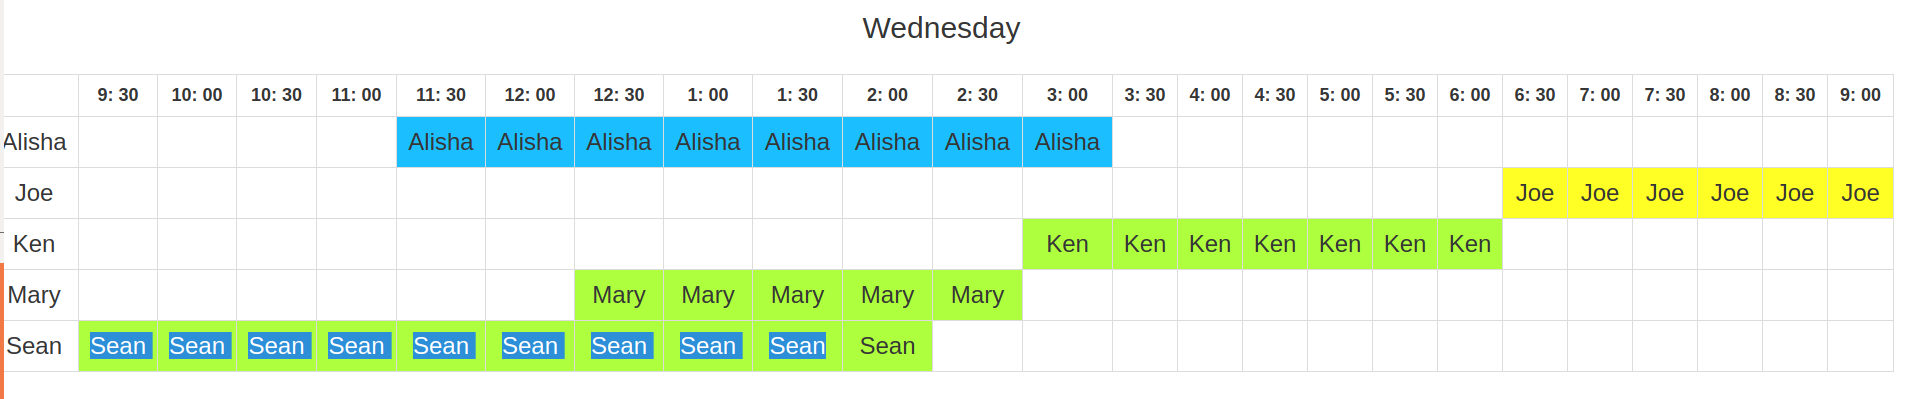 Wednesday
9: 30 10: 00 10: 30 11: 00 11: 30 12: 00 12: 30 1: 00 1: 30 2: 00 2: 30 3: 00 3: 30 4: 00 4: 30 5: 00 5: 30 6: 00 6: 30 7: 00 7: 30 8: 00 8: 30 9: 00
Alisha Alisha Alisha Alisha Alisha Alisha Alisha Alisha Alisha
Joe Joe Joe Joe Joe Joe Joe
Ken Ken Ken Ken Ken Ken Ken Ken
Mary Mary Mary Mary Mary Mary
Sean Sean Sean Sean Sean Sean Sean Sean Sean Sean Sean